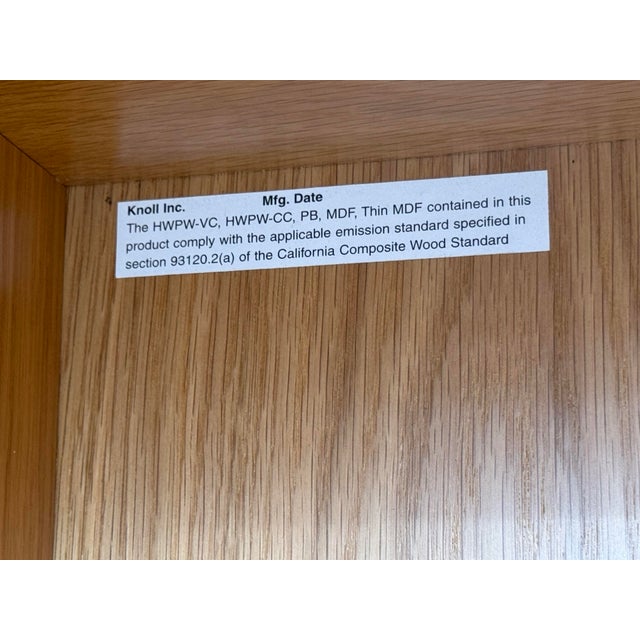 Knoll Inc. Mfg. Date
The HWPW-VC, HWPW-CC, PB, MDF, Thin MDF contained in this
product comply with the applicable emission standard specified in
section 93120.2(a) of the California Composite Wood Standard